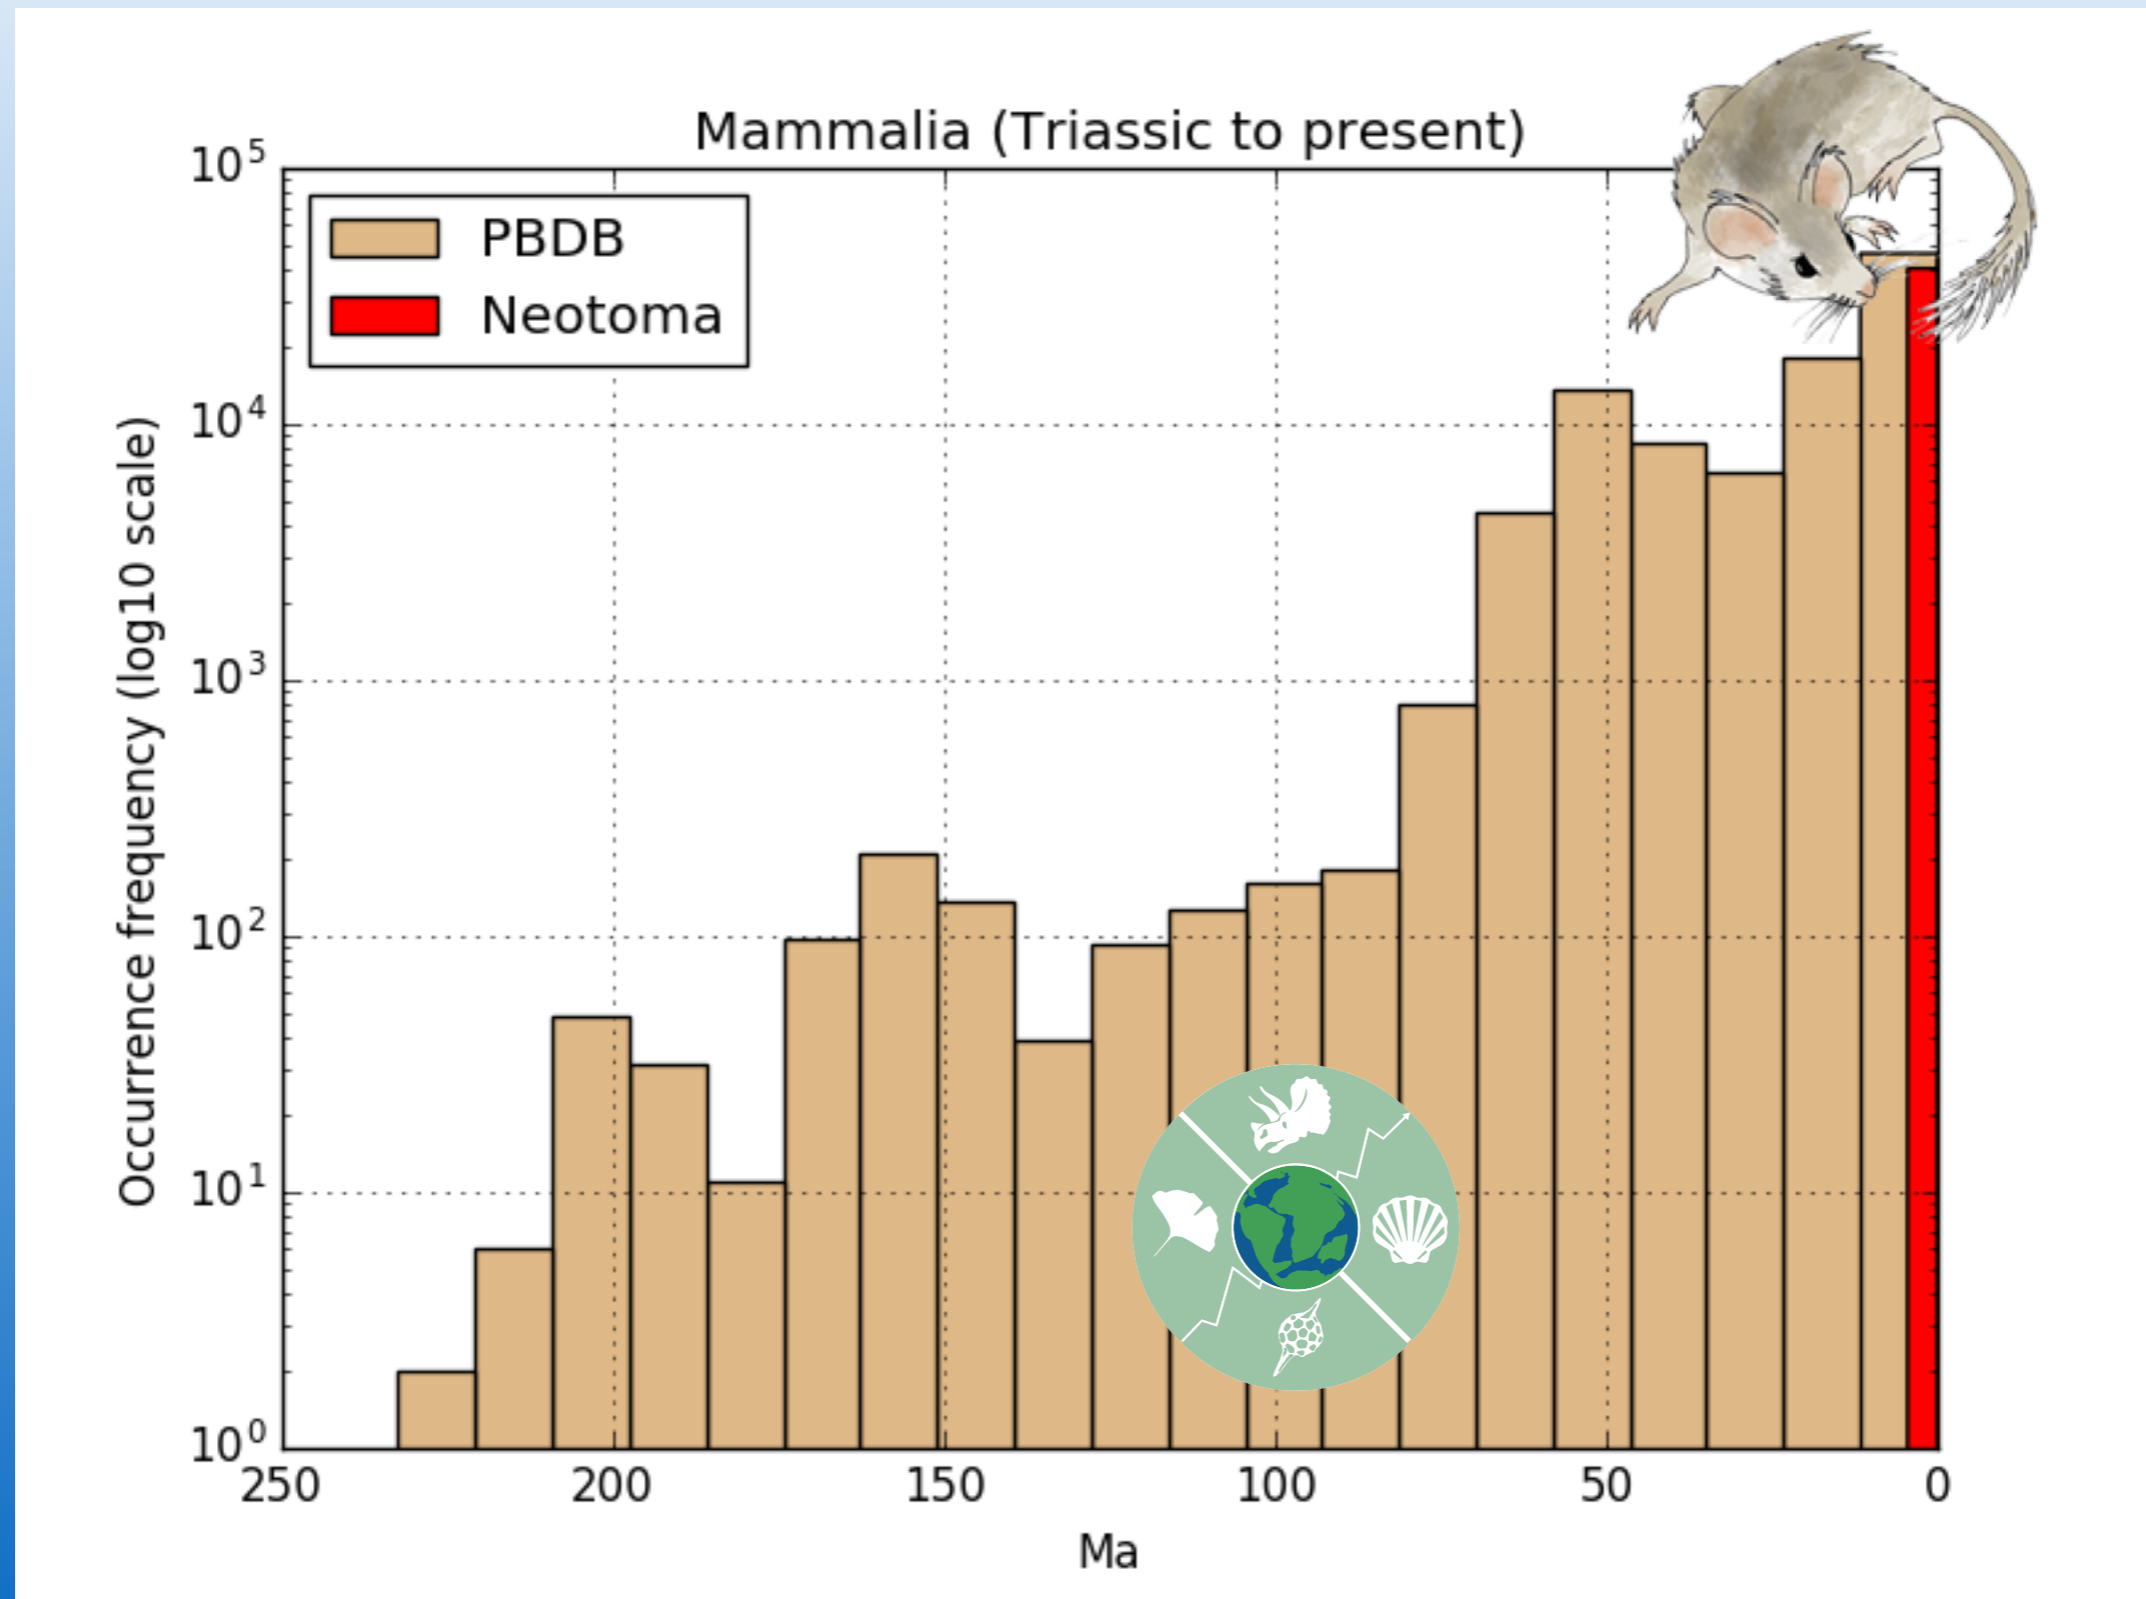 Mammalia (Triassic to present)
PBDB
Neotoma
Occurrence frequency (log10 scale)
10⁵
10⁴
10³
10²
10¹
10⁰
250 200 150 100 50 0
Ma